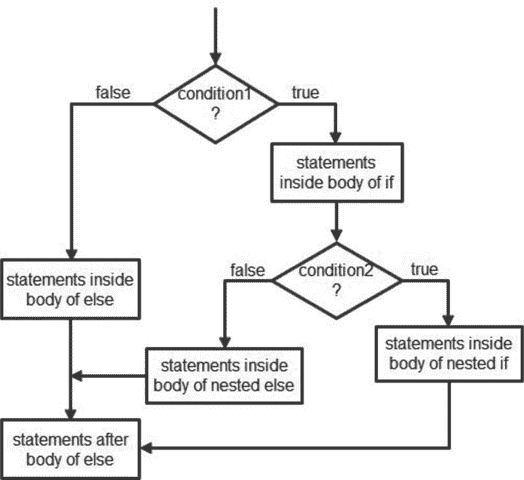 condition1
?
false
true
statements
inside body of if
condition2
?
false
true
statements inside
body of else
statements inside
body of nested else
statements inside
body of nested if
statements after
body of else